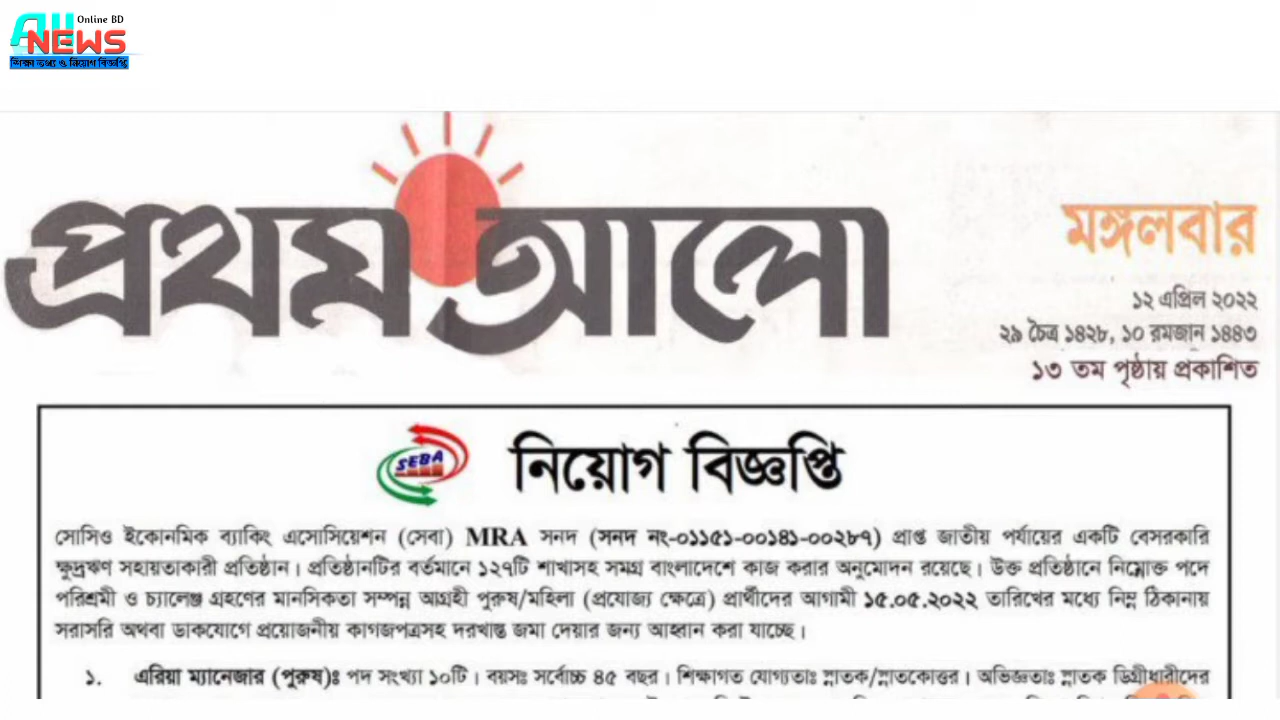 Online BD
All
NEWS
শিক্ষা তথ্য ও নিয়োগ বিজ্ঞপ্তি
প্রথম আলো
মঙ্গলবার
১২ এপ্রিল ২০২২
২৯ চৈত্র ১৪২৮, ১০ রমজান ১৪৪৩
১৩ তম পৃষ্ঠায় প্রকাশিত
SEBA
নিয়োগ বিজ্ঞপ্তি
সোসিও ইকোনমিক ব্যাকিং এসোসিয়েশন (সেবা) MRA সনদ (সনদ নং-০১১৫১-০০১৪১-০০২৮৭) প্রাপ্ত জাতীয় পর্যায়ের একটি বেসরকারি
ক্ষুদ্রঋণ সহায়তাকারী প্রতিষ্ঠান। প্রতিষ্ঠানটির বর্তমানে ১২৭টি শাখাসহ সমগ্র বাংলাদেশে কাজ করার অনুমোদন রয়েছে। উক্ত প্রতিষ্ঠানে নিম্নোক্ত পদে
পরিশ্রমী ও চ্যালেঞ্জ গ্রহণের মানসিকতা সম্পন্ন আগ্রহী পুরুষ/মহিলা (প্রযোজ্য ক্ষেত্রে) প্রার্থীদের আগামী ১৫.০৫.২০২২ তারিখের মধ্যে নিম্ন ঠিকানায়
সরাসরি অথবা ডাকযোগে প্রয়োজনীয় কাগজপত্রসহ দরখাস্ত জমা দেয়ার জন্য আহ্বান করা যাচ্ছে।
১. এরিয়া ম্যানেজার (পুরুষ)ঃ পদ সংখ্যা ১০টি। বয়সঃ সর্বোচ্চ ৪৫ বছর। শিক্ষাগত যোগ্যতাঃ স্নাতক/স্নাতকোত্তর। অভিজ্ঞতাঃ স্নাতক ডিগ্রীধারীদের